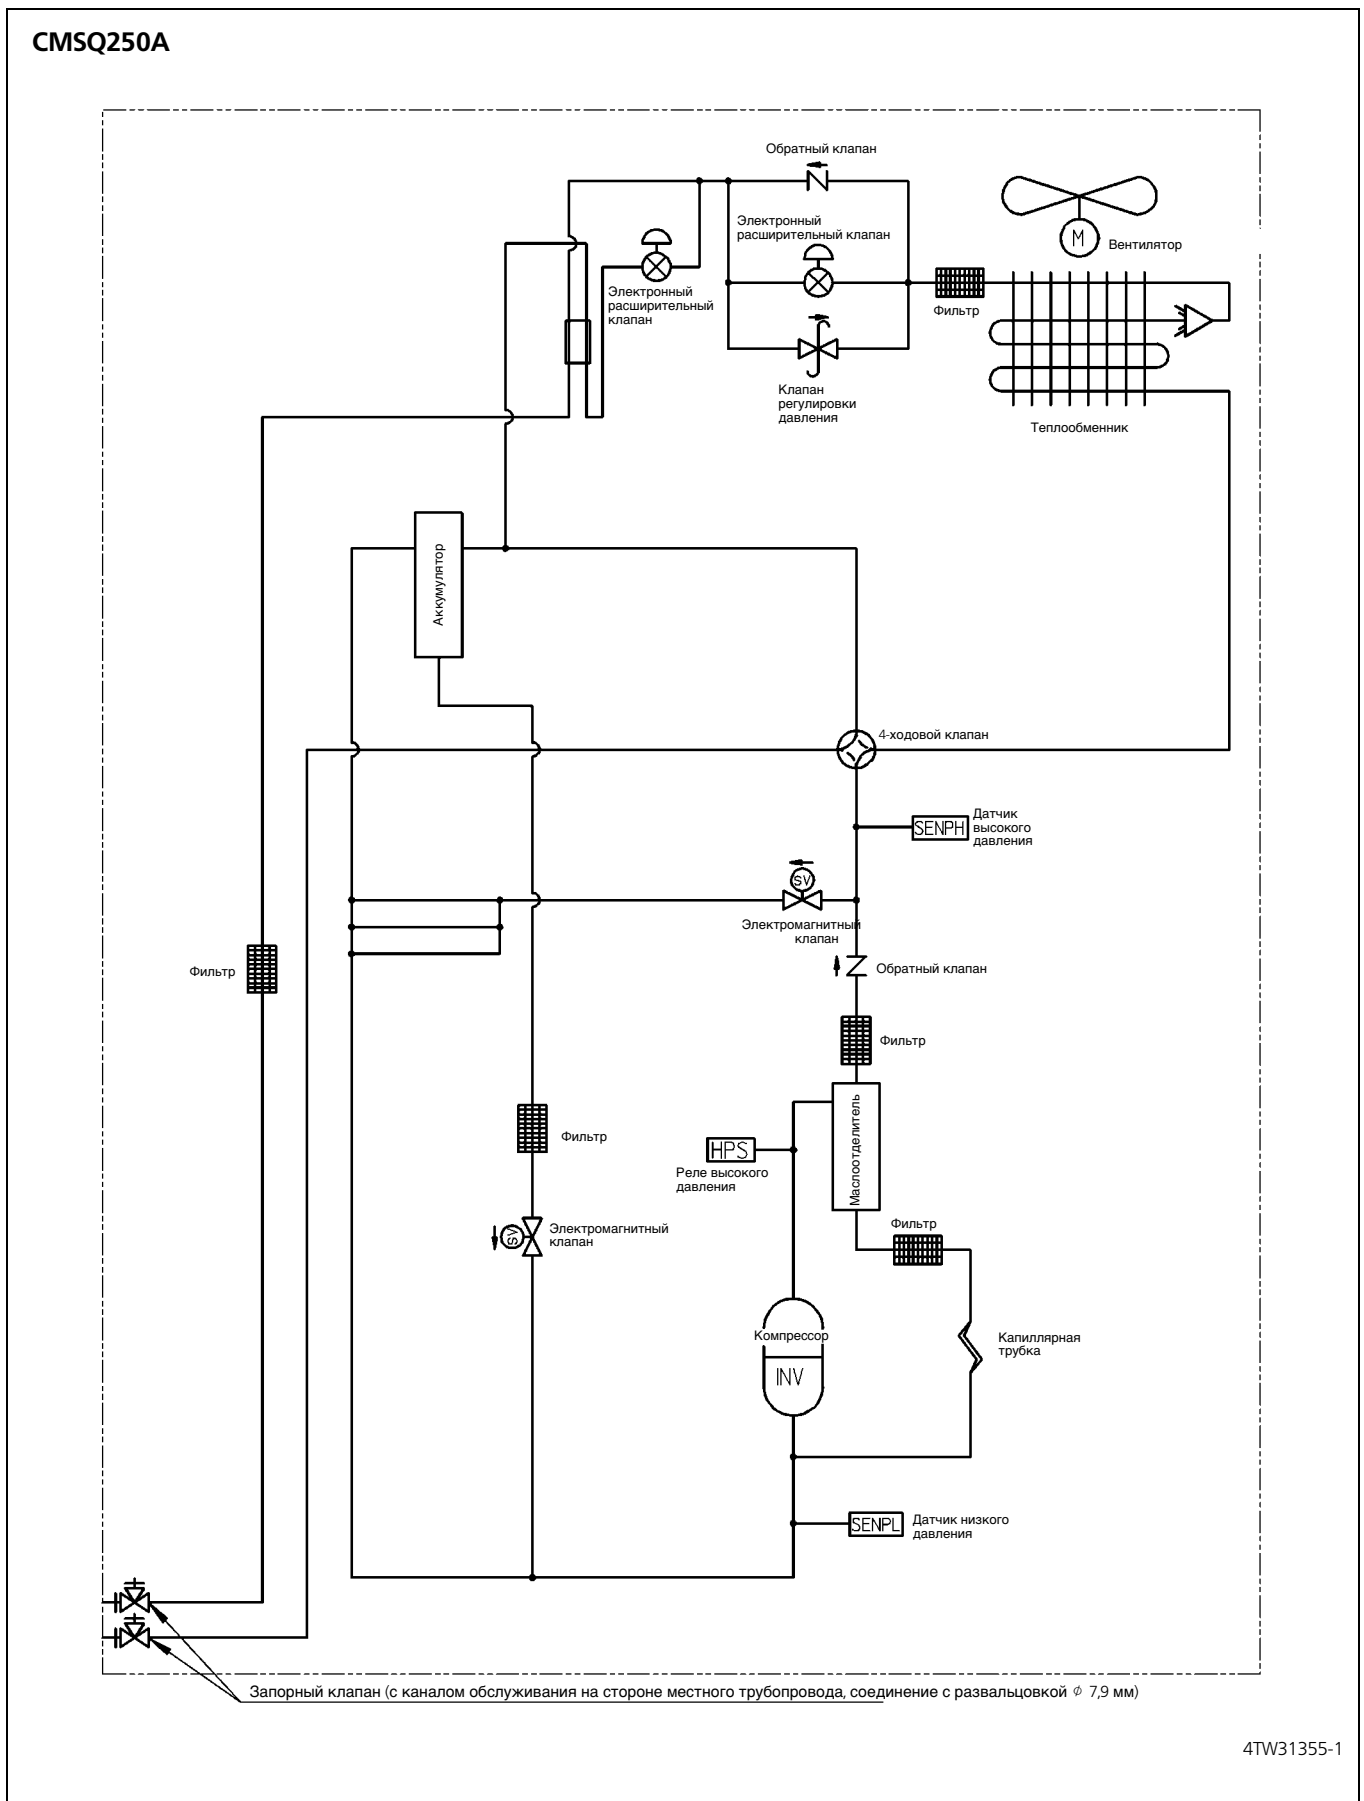 CMSQ250A
Обратный клапан
Электронный
расширительный клапан
M
Вентилятор
Электронный
расширительный
клапан
Фильтр
Клапан
регулировки
давления
Теплообменник
Аккумулятор
4-ходовой клапан
SENPH
Датчик
высокого
давления
SV
Электромагнитный
клапан
Фильтр
Обратный клапан
Фильтр
Маслоотделитель
Фильтр
HPS
Реле высокого
давления
Фильтр
SV
Электромагнитный
клапан
Компрессор
INV
Капиллярная
трубка
SENPL
Датчик низкого
давления
Запорный клапан (с каналом обслуживания на стороне местного трубопровода, соединение с развальцовкой ϕ 7,9 мм)
4TW31355-1